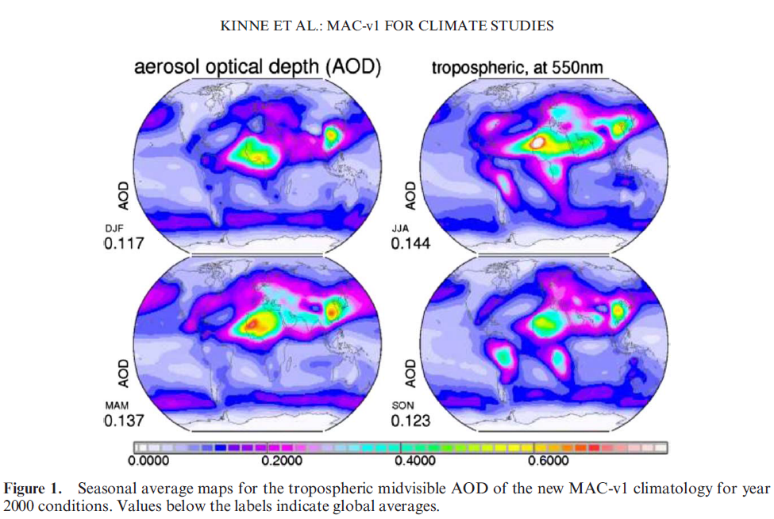 KINNE ET AL.: MAC-v1 FOR CLIMATE STUDIES
aerosol optical depth (AOD)
tropospheric, at 550nm
AOD
DJF
0.117
AOD
JJA
0.144
AOD
MAM
0.137
AOD
SON
0.123
0.0000
0.2000
0.4000
0.6000
Figure 1. Seasonal average maps for the tropospheric midvisible AOD of the new MAC-v1 climatology for year
2000 conditions. Values below the labels indicate global averages.